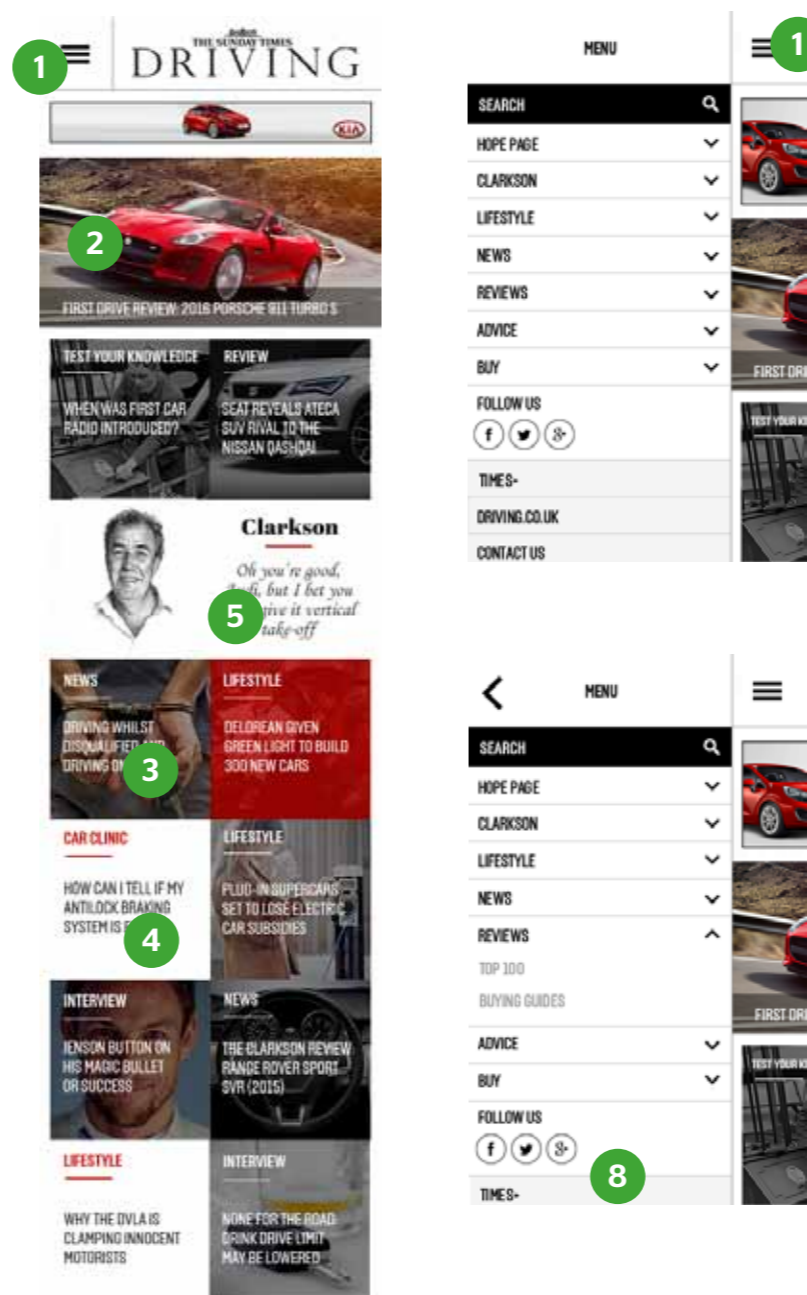 1
THE SUNDAY TIMES
DRIVING
KIA
2
FIRST DRIVE REVIEW: 2016 PORSCHE 911 TURBO S
TEST YOUR KNOWLEDGE
WHEN WAS FIRST CAR
RADIO INTRODUCED?
REVIEW
SEAT REVEALS ATECA
SUV RIVAL TO THE
NISSAN QASHQAI
Clarkson
Oh you're good,
but I bet you
give it vertical
take-off
5
NEWS
DRIVING WHILST
DISQUALIFIED AND
DRIVING
3
LIFESTYLE
DELOREAN GIVEN
GREEN LIGHT TO BUILD
300 NEW CARS
CAR CLINIC
HOW CAN I TELL IF MY
ANTILOCK BRAKING
SYSTEM IS
4
LIFESTYLE
PLUG-IN SUPERCARS
SET TO LOSE ELECTRIC
CAR SUBSIDIES
INTERVIEW
JENSON BUTTON ON
HIS MAGIC BULLET
OR SUCCESS
NEWS
THE CLARKSON REVIEW
RANGE ROVER SPORT
SVR (2015)
LIFESTYLE
WHY THE DVLA IS
CLAMPING INNOCENT
MOTORISTS
INTERVIEW
NONE FOR THE ROAD:
DRINK DRIVE LIMIT
MAY BE LOWERED
MENU
1
SEARCH
HOPE PAGE
CLARKSON
LIFESTYLE
NEWS
REVIEWS
ADVICE
BUY
FOLLOW US
TIMES+
DRIVING.CO.UK
CONTACT US
FIRST DRI
TEST YOUR K
MENU
SEARCH
HOPE PAGE
CLARKSON
LIFESTYLE
NEWS
REVIEWS
TOP 100
BUYING GUIDES
ADVICE
BUY
FOLLOW US
8
TIMES+
FIRST DRI
TEST YOUR K